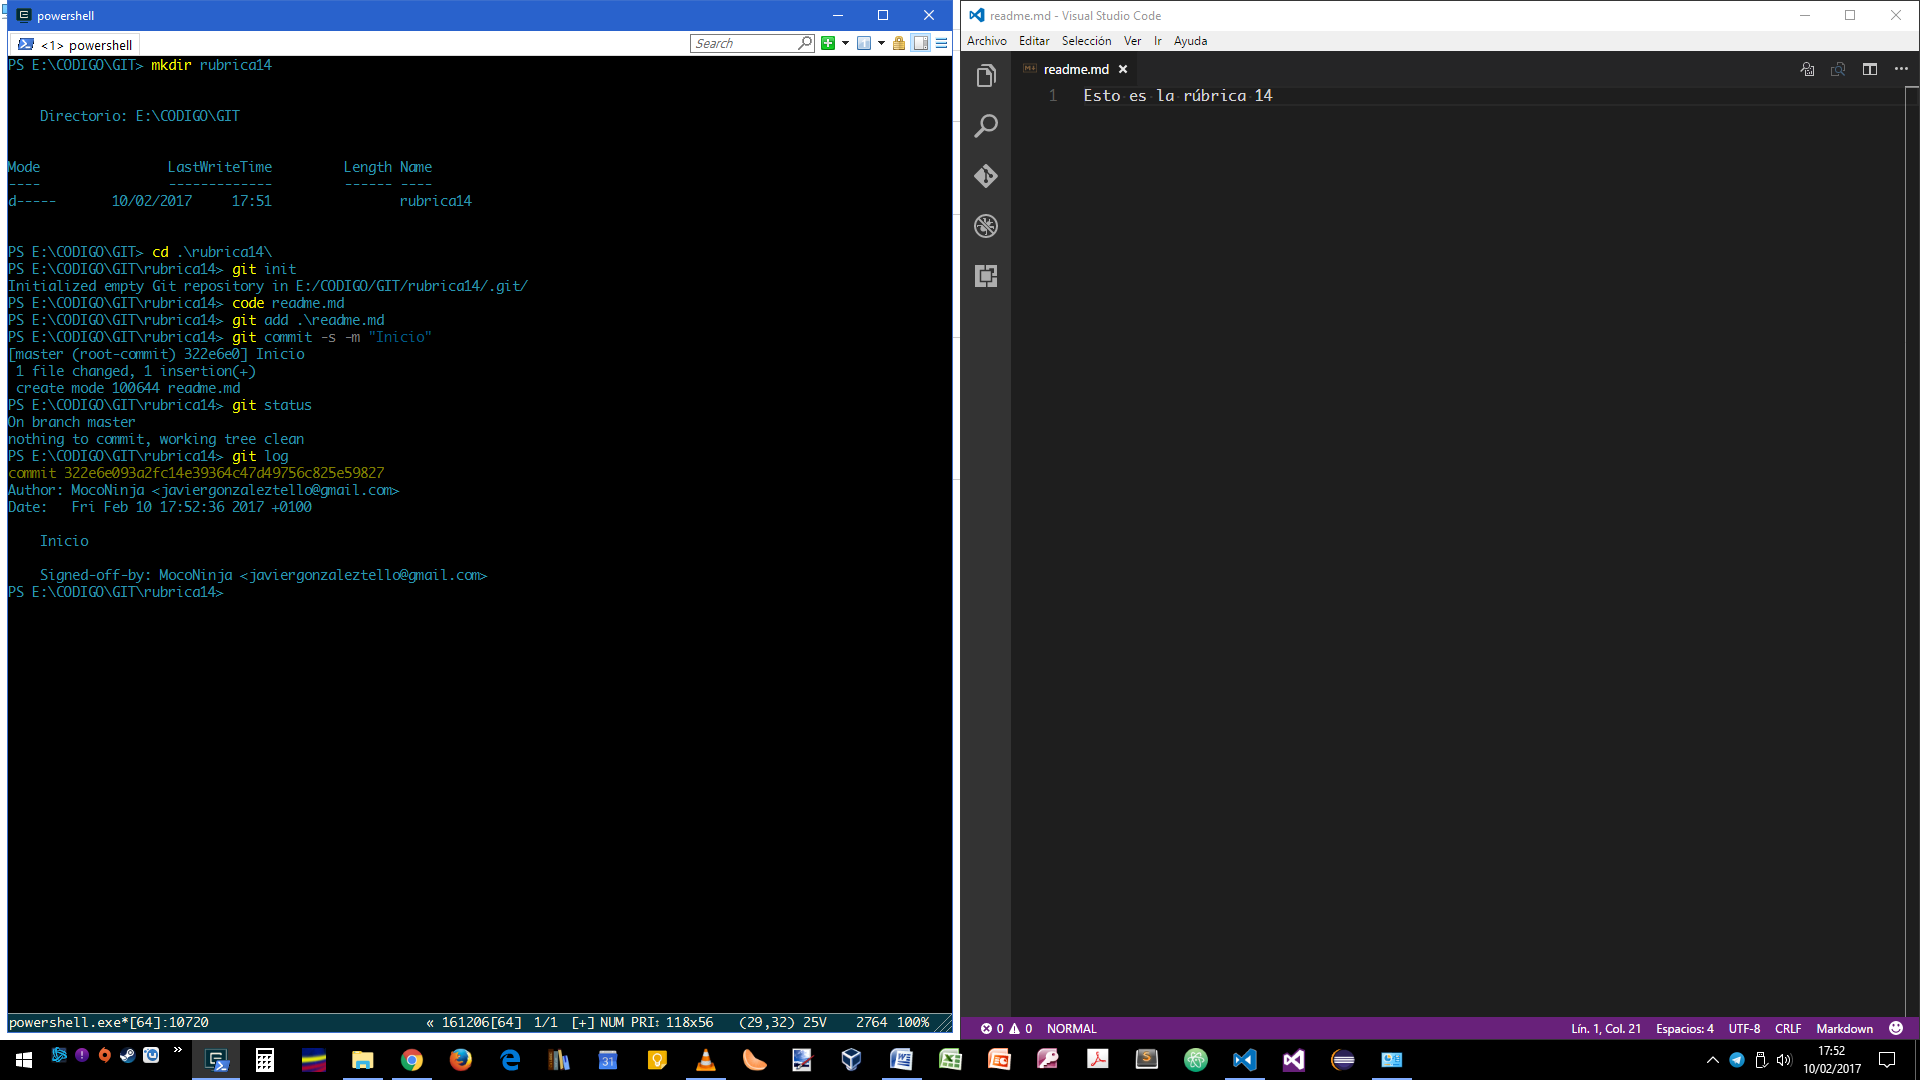 powershell
<1> powershell
Search
PS E:\CODIGO\GIT> mkdir rubrica14
Directorio: E:\CODIGO\GIT
Mode                LastWriteTime         Length Name
----                -------------         ------ ----
d-----       10/02/2017     17:51                rubrica14
PS E:\CODIGO\GIT> cd .\rubrica14\
PS E:\CODIGO\GIT\rubrica14> git init
Initialized empty Git repository in E:/CODIGO/GIT/rubrica14/.git/
PS E:\CODIGO\GIT\rubrica14> code readme.md
PS E:\CODIGO\GIT\rubrica14> git add .\readme.md
PS E:\CODIGO\GIT\rubrica14> git commit -s -m "Inicio"
[master (root-commit) 322e6e0] Inicio
1 file changed, 1 insertion(+)
create mode 100644 readme.md
PS E:\CODIGO\GIT\rubrica14> git status
On branch master
nothing to commit, working tree clean
PS E:\CODIGO\GIT\rubrica14> git log
commit 322e6e093a2fc14e39364c47d49756c825e59827
Author: MocoNinja <javiergonzaleztello@gmail.com>
Date:   Fri Feb 10 17:52:36 2017 +0100
Inicio
Signed-off-by: MocoNinja <javiergonzaleztello@gmail.com>
PS E:\CODIGO\GIT\rubrica14>
powershell.exe*[64]:10720 « 161206[64] 1/1 [+] NUM PRI↕ 118x56 (29,32) 25V 2764 100%
readme.md - Visual Studio Code
Archivo Editar Selección Ver Ir Ayuda
readme.md
1 Esto es la rúbrica 14
0 0 NORMAL Lín. 1, Col. 21 Espacios: 4 UTF-8 CRLF Markdown
31
17:52
10/02/2017